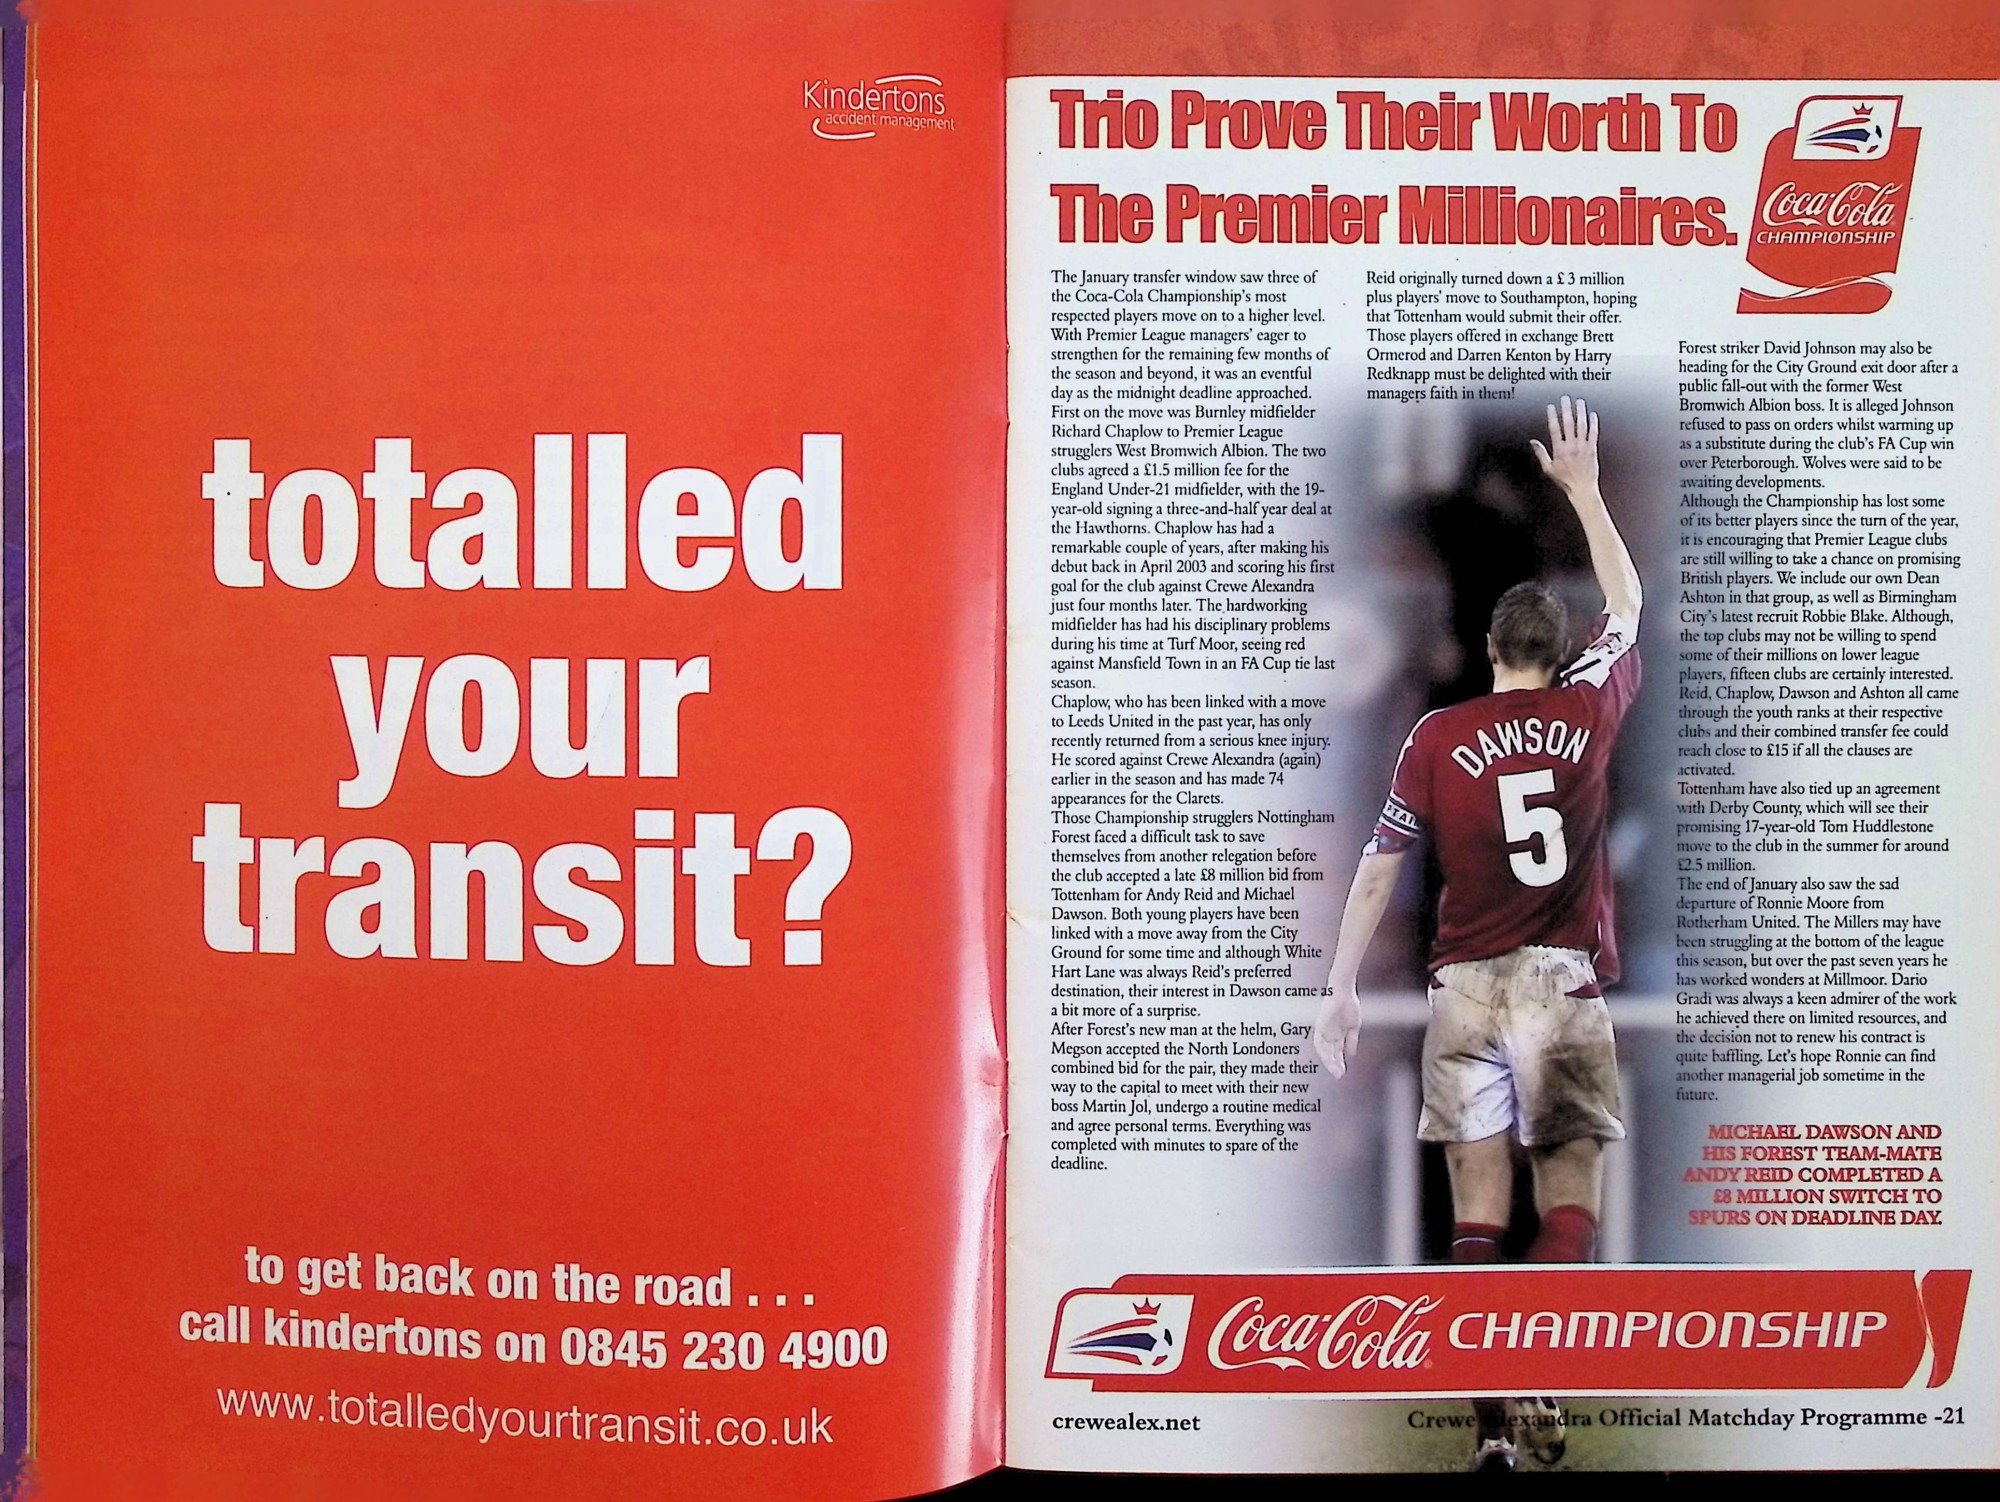 Kindertons
accident management
totalled
your
transit?
to get back on the road . . .
call kindertons on 0845 230 4900
www.totalledyourtransit.co.uk
Trio Prove Their Worth To
The Premier Millionaires.
Coca-Cola
CHAMPIONSHIP
The January transfer window saw three of
the Coca-Cola Championship's most
respected players move on to a higher level.
With Premier League managers' eager to
strengthen for the remaining few months of
the season and beyond, it was an eventful
day as the midnight deadline approached.
First on the move was Burnley midfielder
Richard Chaplow to Premier League
strugglers West Bromwich Albion. The two
clubs agreed a £1.5 million fee for the
England Under-21 midfielder, with the 19-
year-old signing a three-and-half year deal at
the Hawthorns. Chaplow has had a
remarkable couple of years, after making his
debut back in April 2003 and scoring his first
goal for the club against Crewe Alexandra
just four months later. The hardworking
midfielder has had his disciplinary problems
during his time at Turf Moor, seeing red
against Mansfield Town in an FA Cup tie last
season.
Chaplow, who has been linked with a move
to Leeds United in the past year, has only
recently returned from a serious knee injury.
He scored against Crewe Alexandra (again)
earlier in the season and has made 74
appearances for the Clarets.
Those Championship strugglers Nottingham
Forest faced a difficult task to save
themselves from another relegation before
the club accepted a late £8 million bid from
Tottenham for Andy Reid and Michael
Dawson. Both young players have been
linked with a move away from the City
Ground for some time and although White
Hart Lane was always Reid's preferred
destination, their interest in Dawson came as
a bit more of a surprise.
After Forest's new man at the helm, Gary
Megson accepted the North Londoners
combined bid for the pair, they made their
way to the capital to meet with their new
boss Martin Jol, undergo a routine medical
and agree personal terms. Everything was
completed with minutes to spare of the
deadline.
Reid originally turned down a £3 million
plus players' move to Southampton, hoping
that Tottenham would submit their offer.
Those players offered in exchange Brett
Ormerod and Darren Kenton by Harry
Redknapp must be delighted with their
managers faith in them!
DAWSON
5
Forest striker David Johnson may also be
heading for the City Ground exit door after a
public fall-out with the former West
Bromwich Albion boss. It is alleged Johnson
refused to pass on orders whilst warming up
as a substitute during the club's FA Cup win
over Peterborough. Wolves were said to be
awaiting developments.
Although the Championship has lost some
of its better players since the turn of the year,
it is encouraging that Premier League clubs
are still willing to take a chance on promising
British players. We include our own Dean
Ashton in that group, as well as Birmingham
City's latest recruit Robbie Blake. Although,
the top clubs may not be willing to spend
some of their millions on lower league
players, fifteen clubs are certainly interested.
Reid, Chaplow, Dawson and Ashton all came
through the youth ranks at their respective
clubs and their combined transfer fee could
reach close to £15 if all the clauses are
activated.
Tottenham have also tied up an agreement
with Derby County, which will see their
promising 17-year-old Tom Huddlestone
move to the club in the summer for around
£2.5 million.
The end of January also saw the sad
departure of Ronnie Moore from
Rotherham United. The Millers may have
been struggling at the bottom of the league
this season, but over the past seven years he
has worked wonders at Millmoor. Dario
Gradi was always a keen admirer of the work
he achieved there on limited resources, and
the decision not to renew his contract is
quite baffling. Let's hope Ronnie can find
another managerial job sometime in the
future.
MICHAEL DAWSON AND
HIS FOREST TEAM-MATE
ANDY REID COMPLETED A
£8 MILLION SWITCH TO
SPURS ON DEADLINE DAY.
Coca-Cola CHAMPIONSHIP
crewealex.net
Crewe Alexandra Official Matchday Programme -21